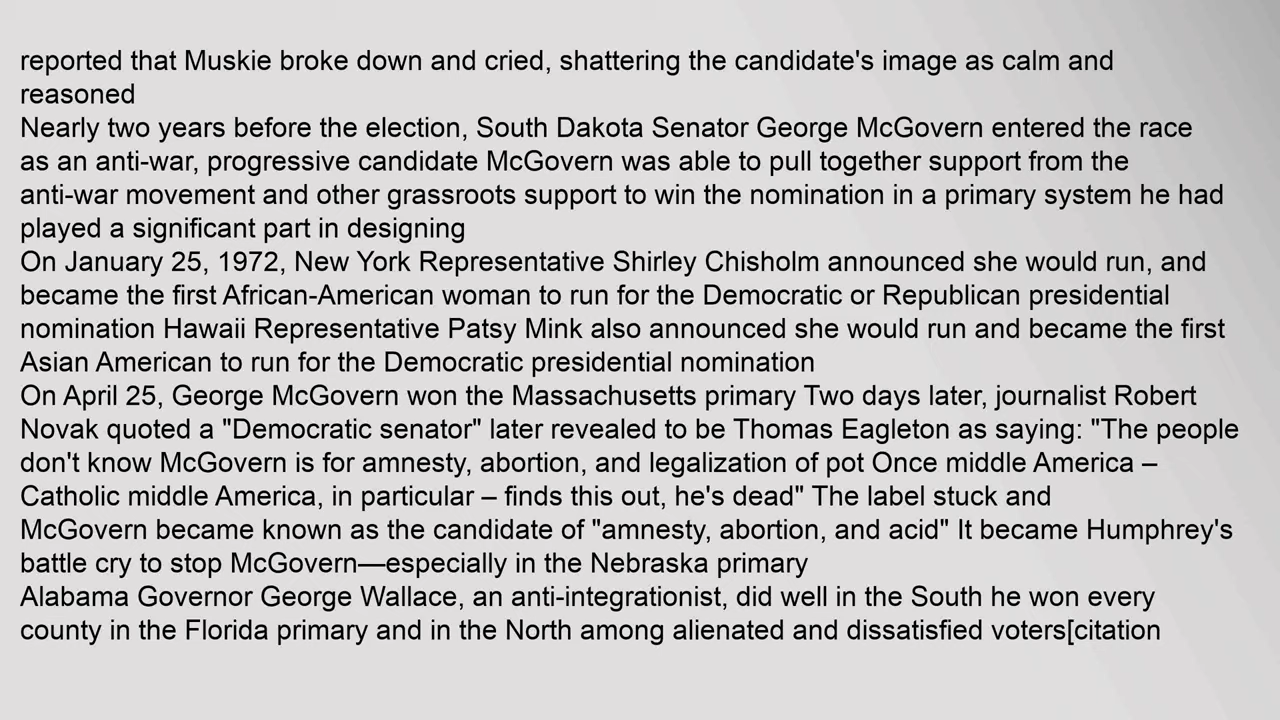 reported that Muskie broke down and cried, shattering the candidate's image as calm and
reasoned
Nearly two years before the election, South Dakota Senator George McGovern entered the race
as an anti-war, progressive candidate McGovern was able to pull together support from the
anti-war movement and other grassroots support to win the nomination in a primary system he had
played a significant part in designing
On January 25, 1972, New York Representative Shirley Chisholm announced she would run, and
became the first African-American woman to run for the Democratic or Republican presidential
nomination Hawaii Representative Patsy Mink also announced she would run and became the first
Asian American to run for the Democratic presidential nomination
On April 25, George McGovern won the Massachusetts primary Two days later, journalist Robert
Novak quoted a "Democratic senator" later revealed to be Thomas Eagleton as saying: "The people
don't know McGovern is for amnesty, abortion, and legalization of pot Once middle America –
Catholic middle America, in particular – finds this out, he's dead" The label stuck and
McGovern became known as the candidate of "amnesty, abortion, and acid" It became Humphrey's
battle cry to stop McGovern—especially in the Nebraska primary
Alabama Governor George Wallace, an anti-integrationist, did well in the South he won every
county in the Florida primary and in the North among alienated and dissatisfied voters[citation